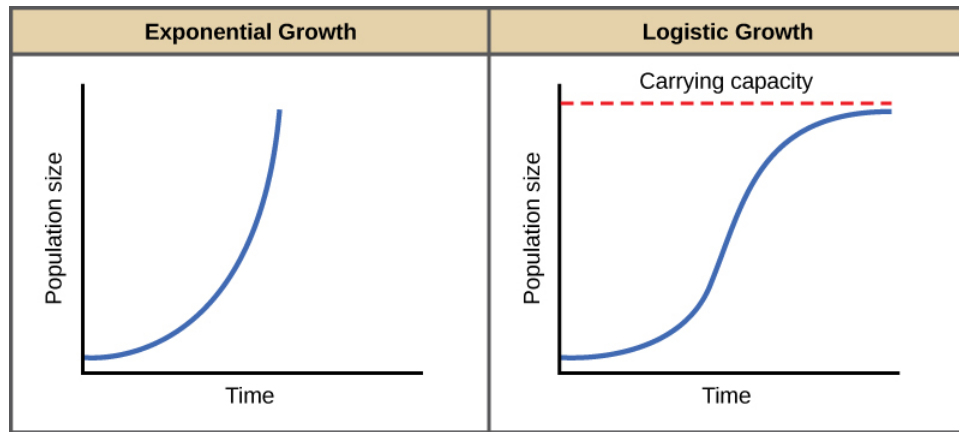 Exponential Growth
Population size
Time
Logistic Growth
Carrying capacity
Population size
Time